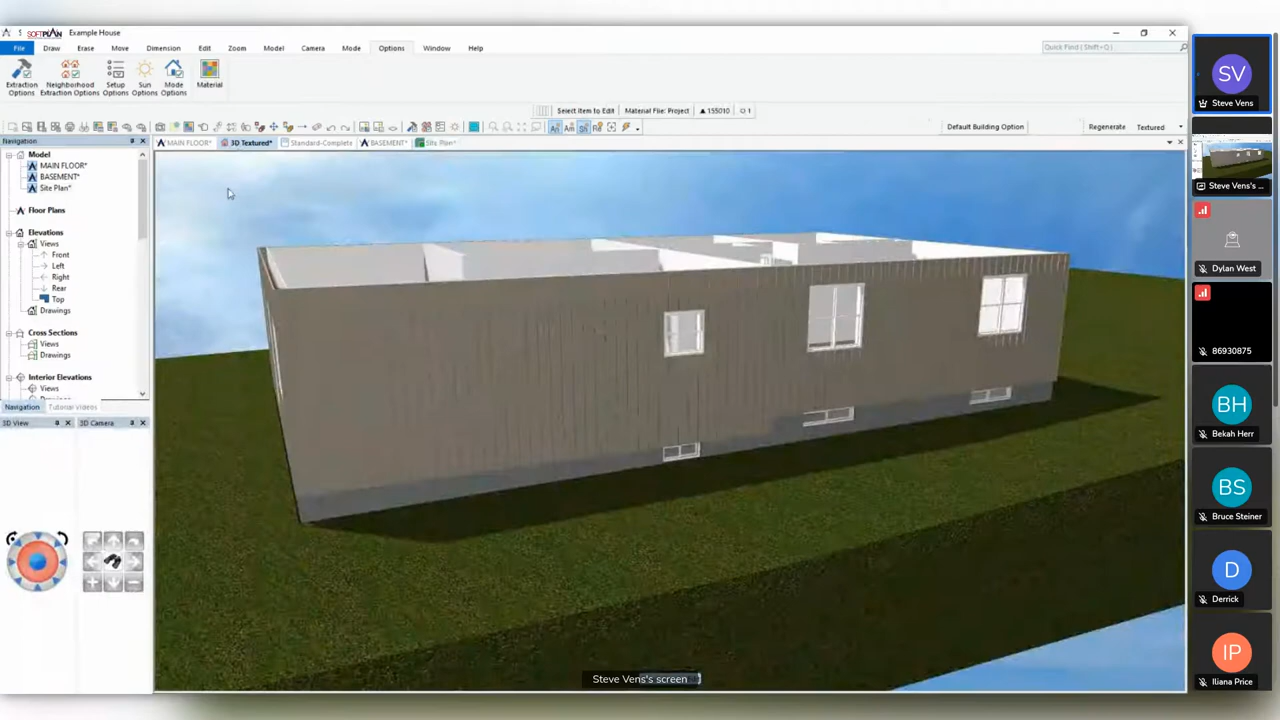 SOFTPLAN Example House
File Draw Erase Move Dimension Edit Zoom Model Camera Mode Options Window Help
Quick Find (Shift+Q)
Extraction Options
Neighborhood Extraction Options
Setup Options
Sun Options
Mode Options
Material
Select Item to Edit Material File: Project 155010 1
Default Building Option Regenerate Textured
Navigation
MAIN FLOOR* 3D Textured* Standard-Complete BASEMENT* Site Plan*
Model
MAIN FLOOR*
BASEMENT*
Site Plan*
Floor Plans
Elevations
Views
Front
Left
Right
Rear
Top
Drawings
Cross Sections
Views
Drawings
Interior Elevations
Views
Navigation Tutorial Videos
3D View 3D Camera
Steve Vens's screen
SV
Steve Vens
Steve Vens's ...
Dylan West
86930875
BH
Bekah Herr
BS
Bruce Steiner
D
Derrick
IP
Iliana Price